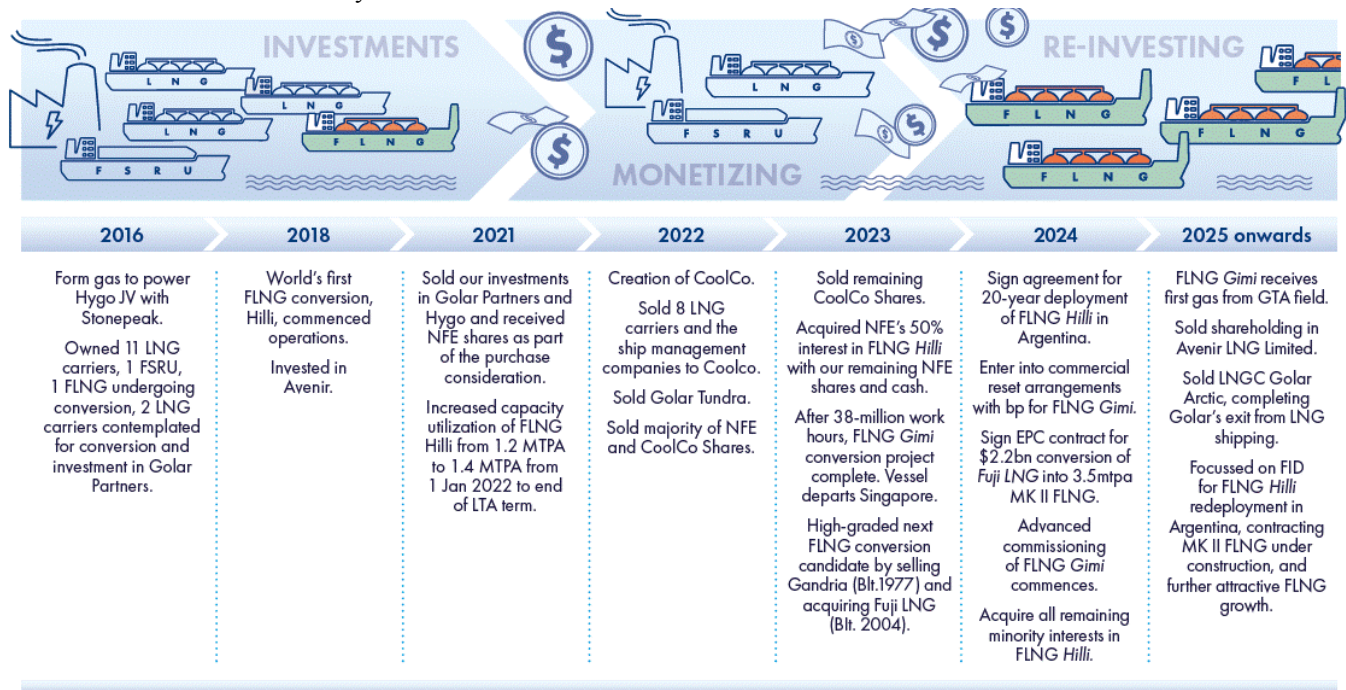 INVESTMENTS
MONETIZING
RE-INVESTING
L N G
L N G
L N G
F L N G
F S R U
$
$
L N G
F S R U
$
$
$
$
$
F L N G
F L N G
F L N G
F L N G
2016
Form gas to power
Hygo JV with
Stonepeak.
Owned 11 LNG
carriers, 1 FSRU,
1 FLNG undergoing
conversion, 2 LNG
carriers contemplated
for conversion and
investment in Golar
Partners.
2018
World's first
FLNG conversion,
Hilli, commenced
operations.
Invested in
Avenir.
2021
Sold our investments
in Golar Partners and
Hygo and received
NFE shares as part
of the purchase
consideration.
Increased capacity
utilization of FLNG
Hilli from 1.2 MTPA
to 1.4 MTPA from
1 Jan 2022 to end
of LTA term.
2022
Creation of CoolCo.
Sold 8 LNG
carriers and the
ship management
companies to Coolco.
Sold Golar Tundra.
Sold majority of NFE
and CoolCo Shares.
2023
Sold remaining
CoolCo Shares.
Acquired NFE's 50%
interest in FLNG Hilli
with our remaining NFE
shares and cash.
After 38-million work
hours, FLNG Gimi
conversion project
complete. Vessel
departs Singapore.
High-graded next
FLNG conversion
candidate by selling
Gandria (Blt.1977) and
acquiring Fuji LNG
(Blt. 2004).
2024
Sign agreement for
20-year deployment
of FLNG Hilli in
Argentina.
Enter into commercial
reset arrangements
with bp for FLNG Gimi.
Sign EPC contract for
$2.2bn conversion of
Fuji LNG into 3.5mtpa
MK II FLNG.
Advanced
commissioning
of FLNG Gimi
commences.
Acquire all remaining
minority interests in
FLNG Hilli.
2025 onwards
FLNG Gimi receives
first gas from GTA field.
Sold shareholding in
Avenir LNG Limited.
Sold LNGC Golar
Arctic, completing
Golar's exit from LNG
shipping.
Focussed on FID
for FLNG Hilli
redeployment in
Argentina, contracting
MK II FLNG under
construction, and
further attractive FLNG
growth.